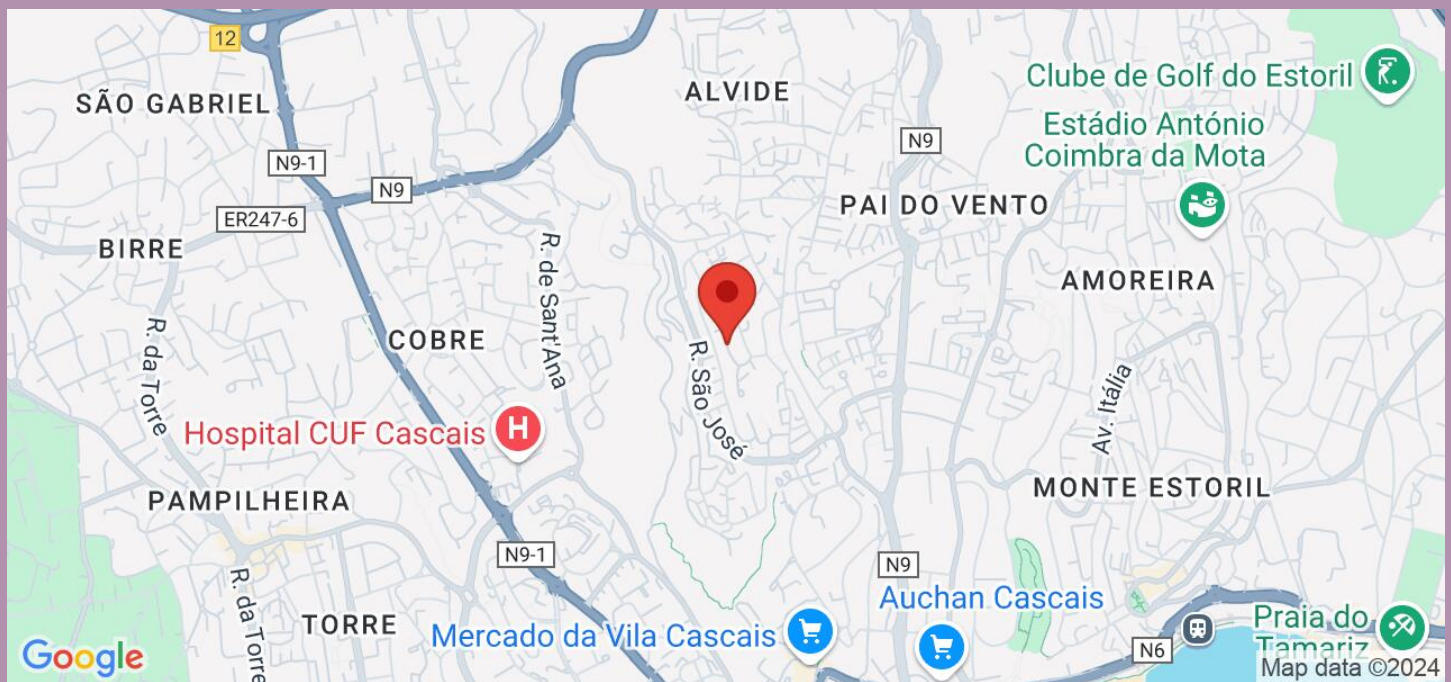 12
SÃO GABRIEL
ALVIDE
Clube de Golf do Estoril
Estádio António
Coimbra da Mota
N9-1
N9
N9
ER247-6
PAI DO VENTO
BIRRE
R. de Sant'Ana
AMOREIRA
R. da Torre
COBRE
R. São José
Av. Itália
Hospital CUF Cascais
H
PAMPILHEIRA
MONTE ESTORIL
N9-1
N9
R. da Torre
TORRE
Auchan Cascais
Mercado da Vila Cascais
Praia do
Tamariz
N6
Google
Map data ©2024